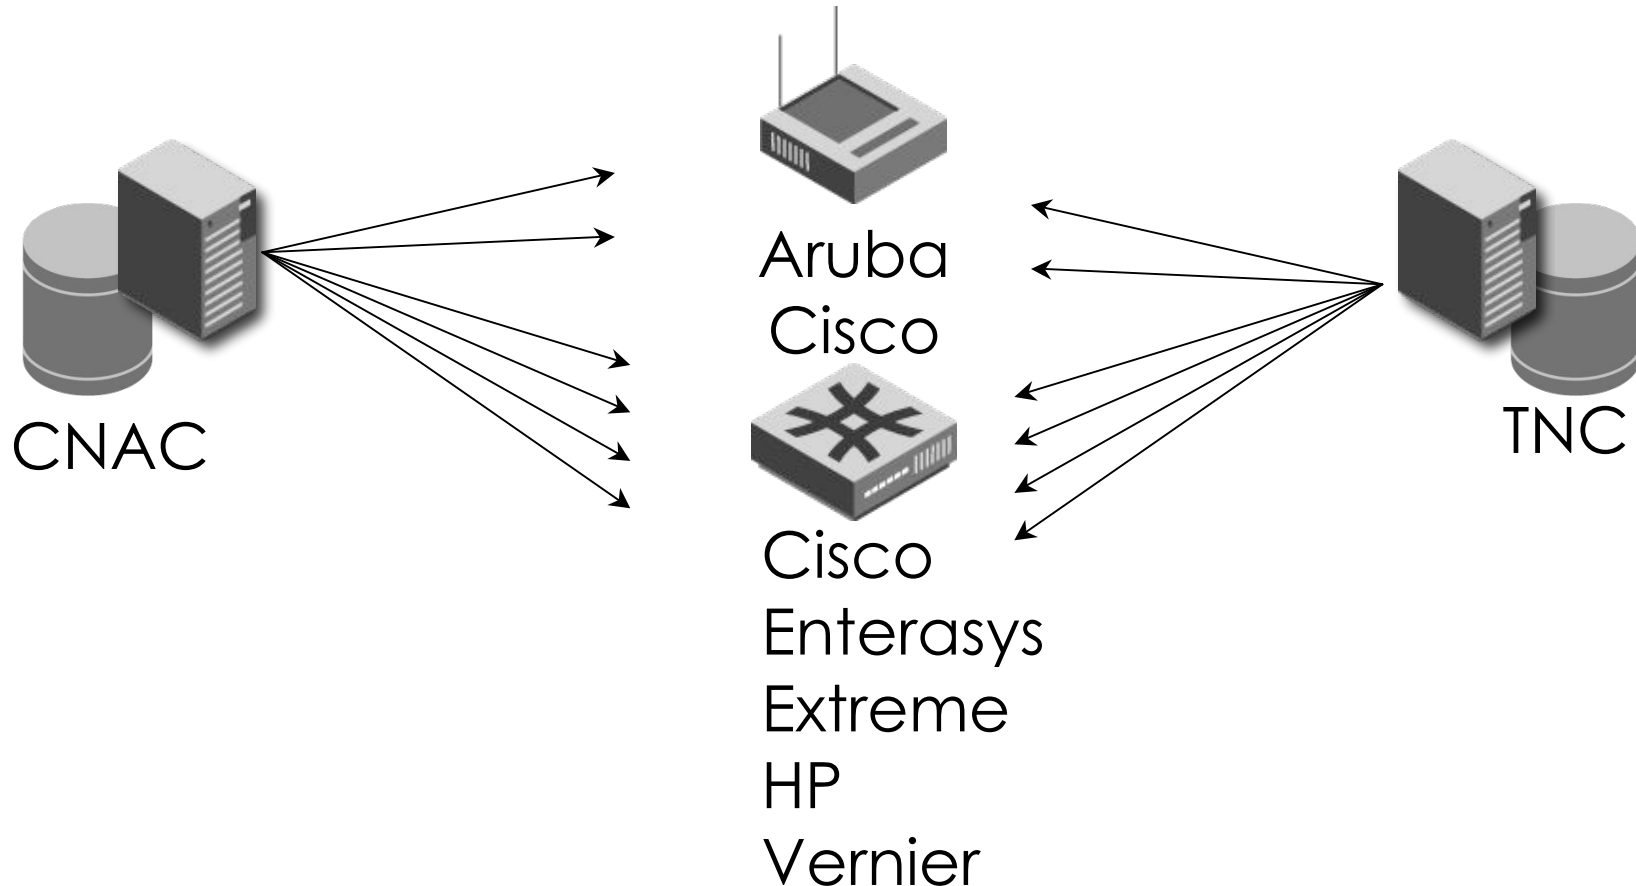 Aruba
Cisco
CNAC
TNC
Cisco
Enterasys
Extreme
HP
Vernier